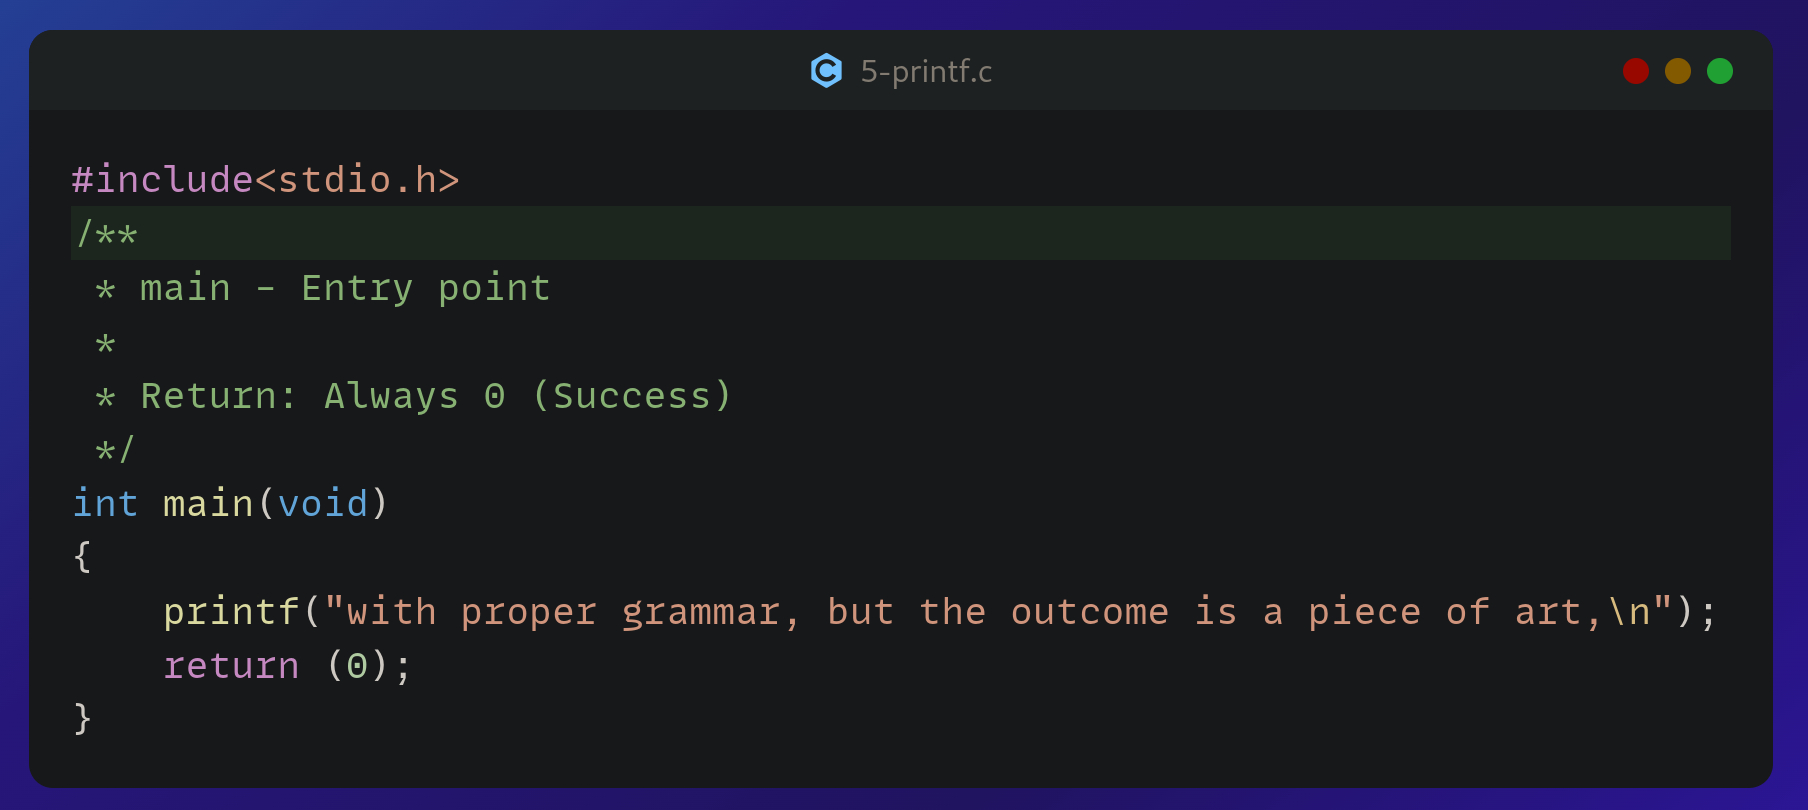 5-printf.c
#include<stdio.h>
/**
 * main - Entry point
 *
 * Return: Always 0 (Success)
 */
int main(void)
{
    printf("with proper grammar, but the outcome is a piece of art,\n");
    return (0);
}